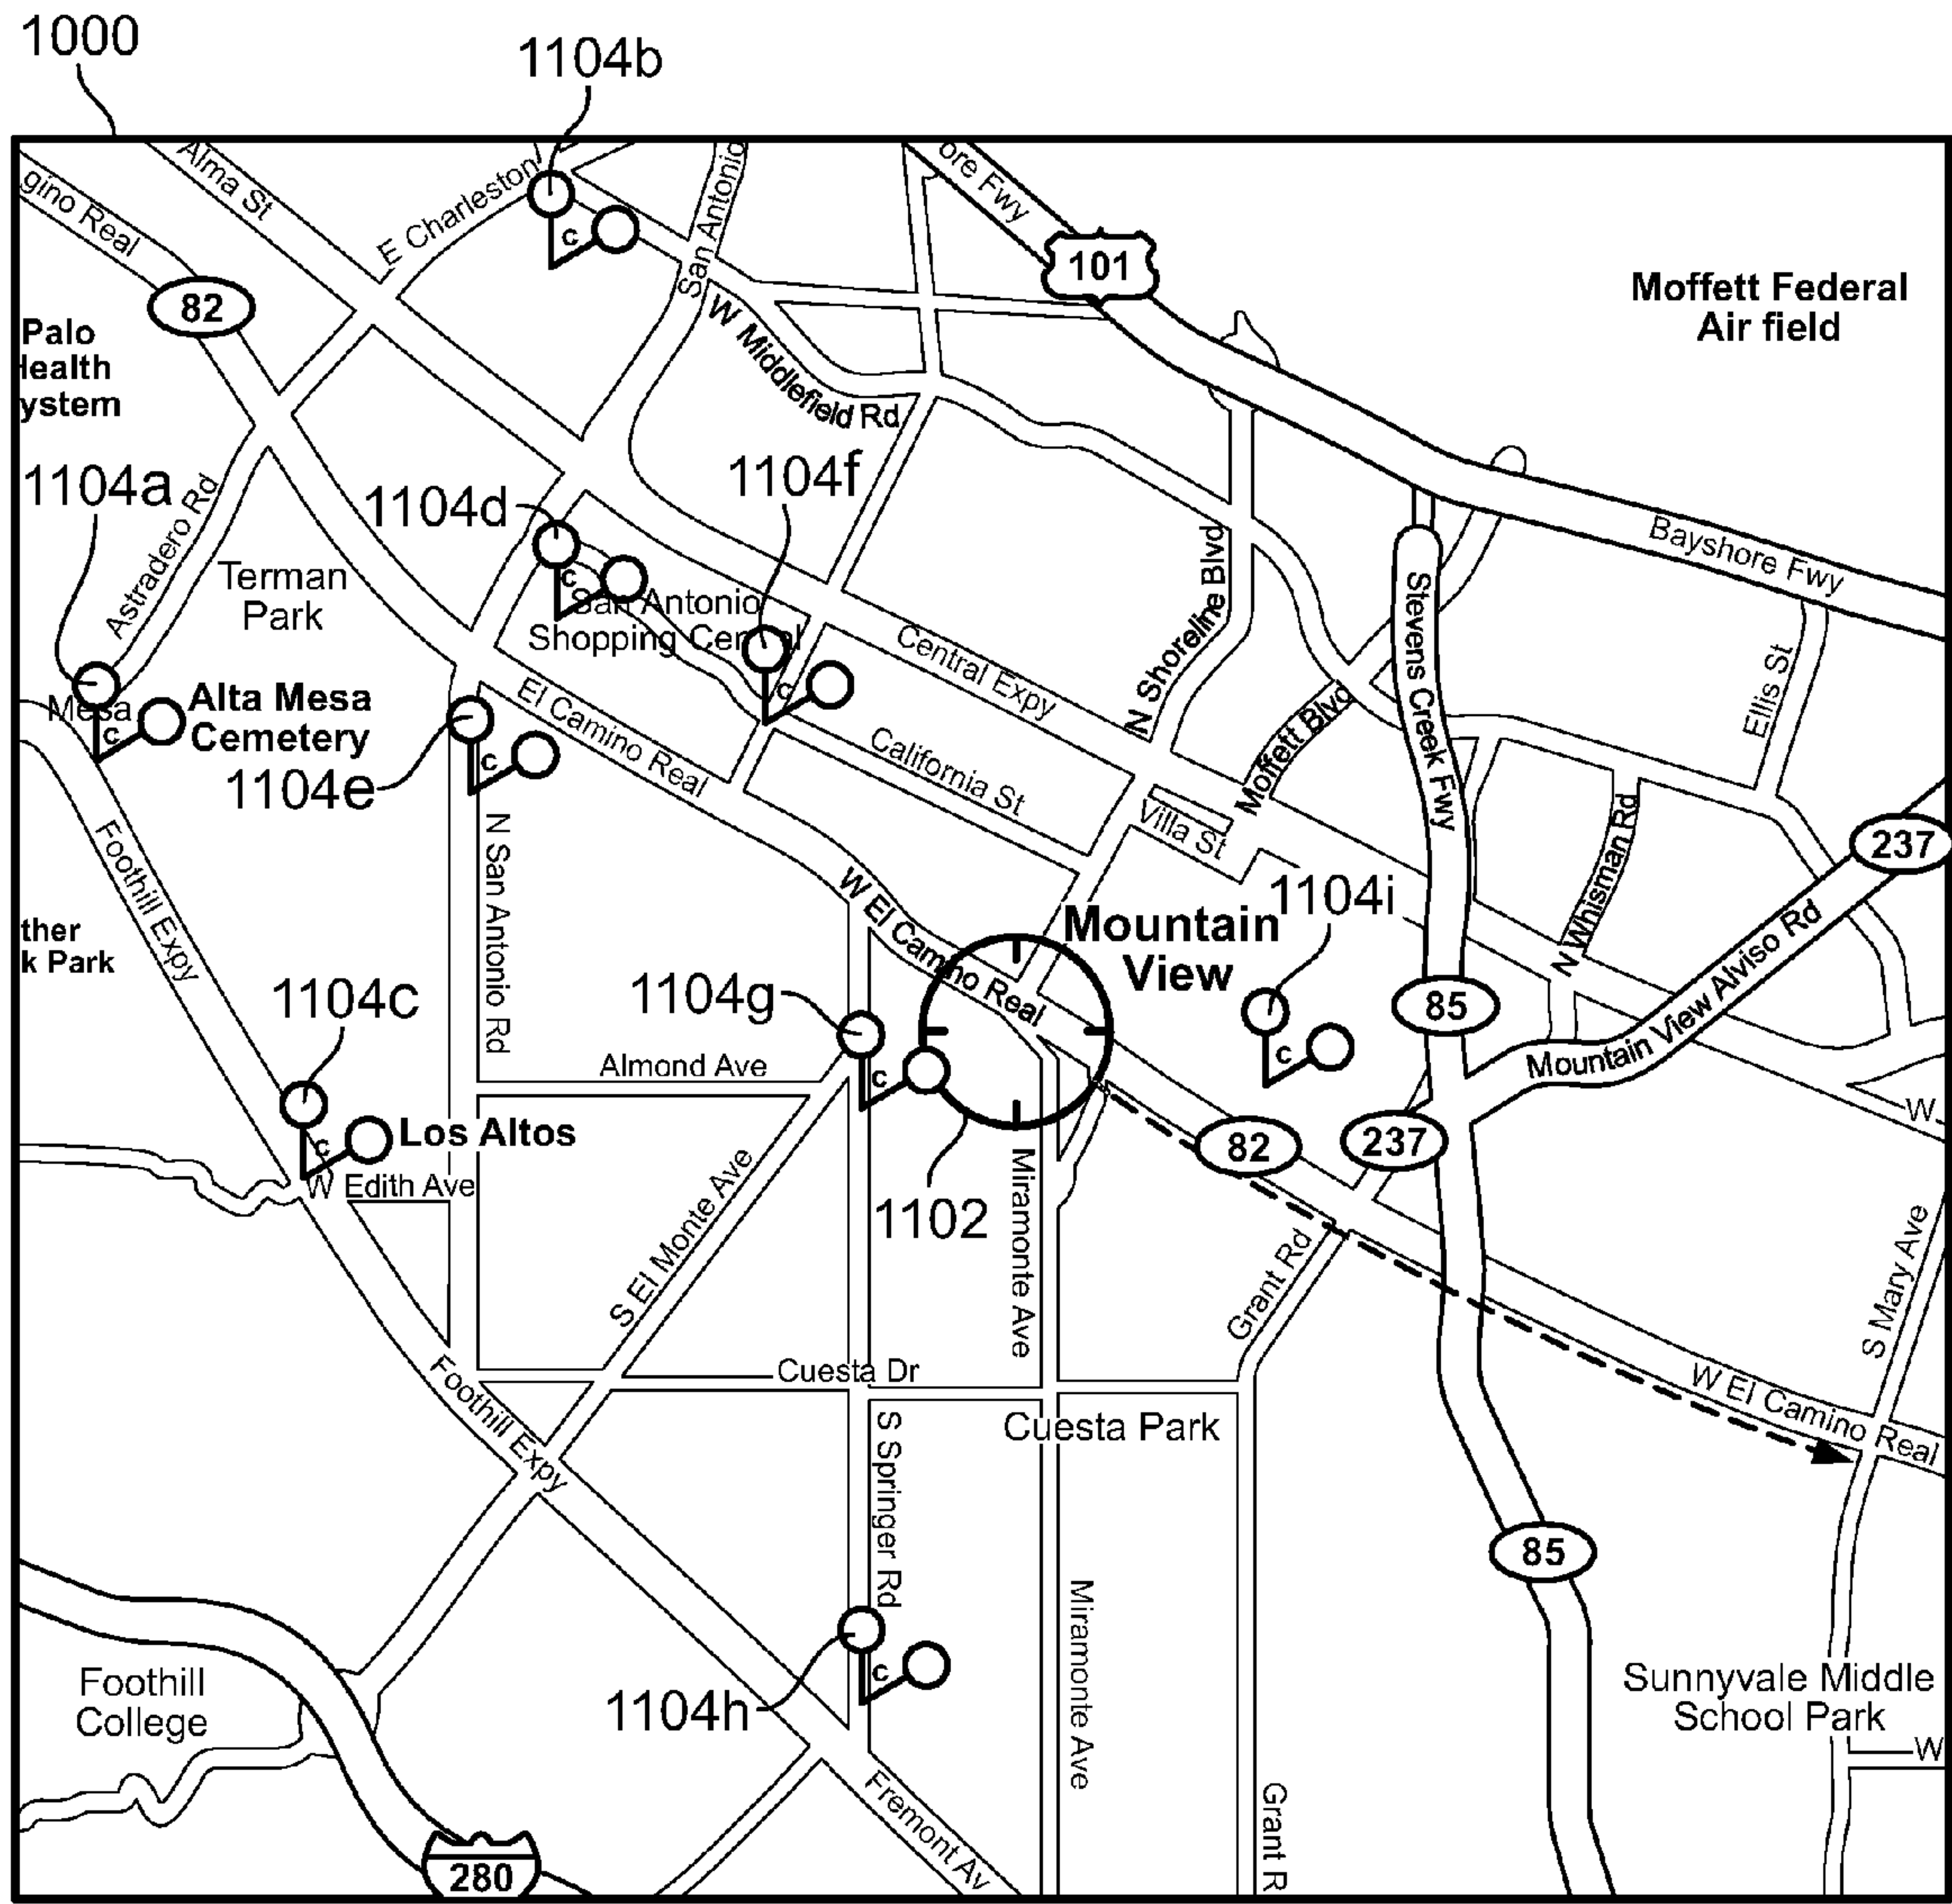 1000
1104b
gino Real
Alma St
E Charleston
San Antonio
ore Fwy
c
101
82
W Middlefield Rd
Moffett Federal
Air field
Palo
Health
ystem
1104a
Astradero Rd
1104d
1104f
Terman
Park
c
San Antonio
Shopping Central
Central Expy
N Shoreline Blvd
Stevens Creek Fwy
Bayshore Fwy
Ellis St
Mesa
c
Alta Mesa
Cemetery
1104e
c
El Camino Real
c
California St
Moffett Blvd
Villa St
N Whisman Rd
237
Foothill Expy
N San Antonio Rd
W El Camino Real
1104i
Mountain
View
ther
k Park
1104c
1104g
85
c
Mountain View Alviso Rd
Almond Ave
c
W
c
Los Altos
W Edith Ave
82
237
1102
S El Monte Ave
Miramonte Ave
Grant Rd
S Mary Ave
Foothill Expy
Cuesta Dr
W El Camino Real
Cuesta Park
S Springer Rd
85
Miramonte Ave
c
1104h
Foothill
College
Sunnyvale Middle
School Park
W
Fremont Av
Grant R
280